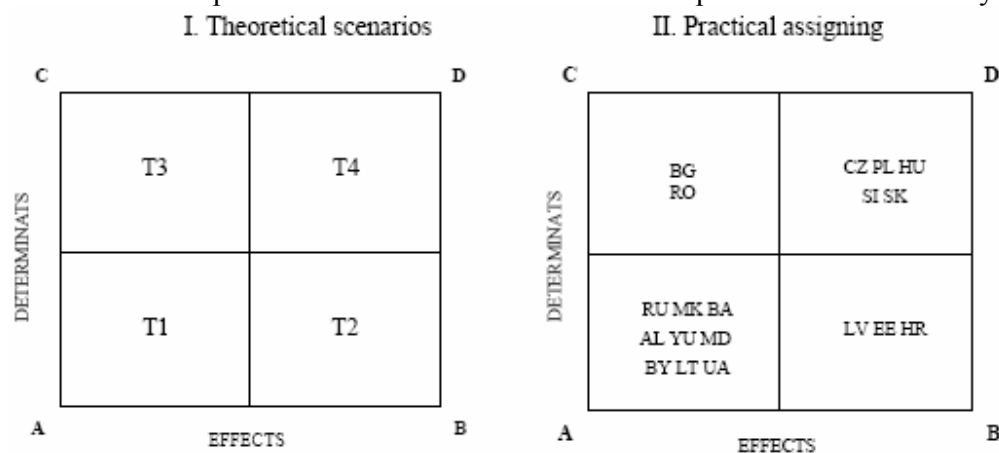 I. Theoretical scenarios
II. Practical assigning
C
D
C
D
T3
T4
BG
RO
CZ PL HU
SI SK
DETERMINATS
DETERMINATS
T1
T2
RU MK BA
AL YU MD
BY LT UA
LV EE HR
A
EFFECTS
B
A
EFFECTS
B